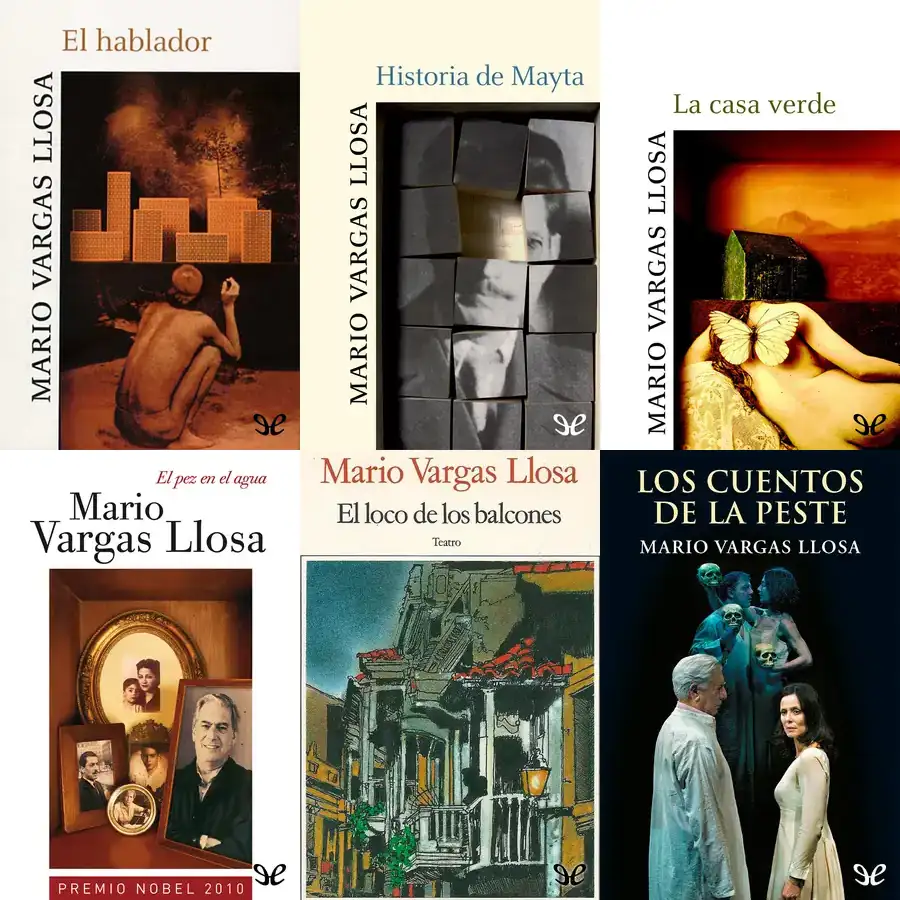 El hablador
MARIO VARGAS LLOSA
Historia de Mayta
MARIO VARGAS LLOSA
La casa verde
MARIO VARGAS LLOSA
El pez en el agua
Mario
Vargas Llosa
PREMIO NOBEL 2010
Mario Vargas Llosa
El loco de los balcones
Teatro
LOS CUENTOS
DE LA PESTE
MARIO VARGAS LLOSA